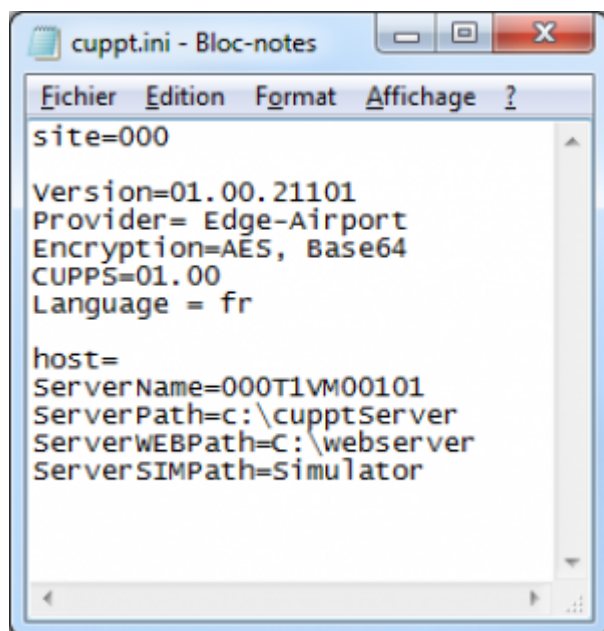 cuppt.ini - Bloc-notes
Fichier Edition Format Affichage ?
site=000
Version=01.00.21101
Provider= Edge-Airport
Encryption=AES, Base64
CUPPS=01.00
Language = fr
host=
ServerName=000T1VM00101
ServerPath=c:\cupptServer
ServerWEBPath=C:\webserver
ServerSIMPath=Simulator